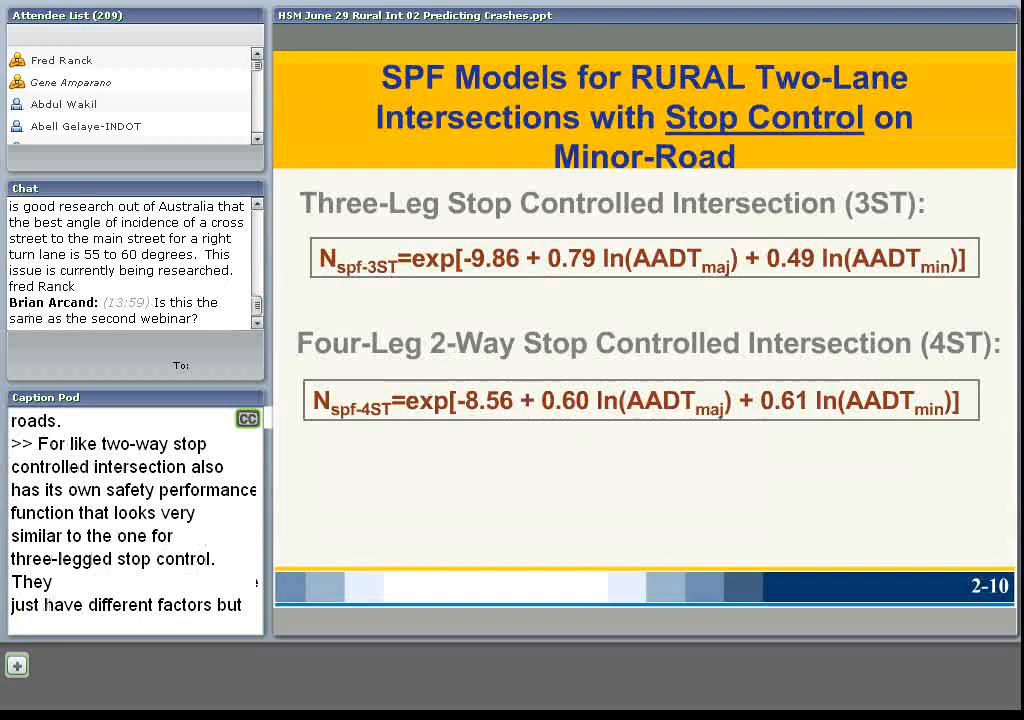 Attendee List (209)
Fred Ranck
Gene Amparano
Abdul Wakil
Abell Gelaye-INDOT
Chat
is good research out of Australia that
the best angle of incidence of a cross
street to the main street for a right
turn lane is 55 to 60 degrees. This
issue is currently being researched.
fred Ranck
Brian Arcand: (13:59) Is this the
same as the second webinar?
To:
Caption Pod
roads.
CC
>> For like two-way stop
controlled intersection also
has its own safety performance
function that looks very
similar to the one for
three-legged stop control.
They
just have different factors but
HSM June 29 Rural Int 02 Predicting Crashes.ppt
SPF Models for RURAL Two-Lane
Intersections with Stop Control on
Minor-Road
Three-Leg Stop Controlled Intersection (3ST):
Nspf-3ST=exp[-9.86 + 0.79 ln(AADTmaj) + 0.49 ln(AADTmin)]
Four-Leg 2-Way Stop Controlled Intersection (4ST):
Nspf-4ST=exp[-8.56 + 0.60 ln(AADTmaj) + 0.61 ln(AADTmin)]
2-10